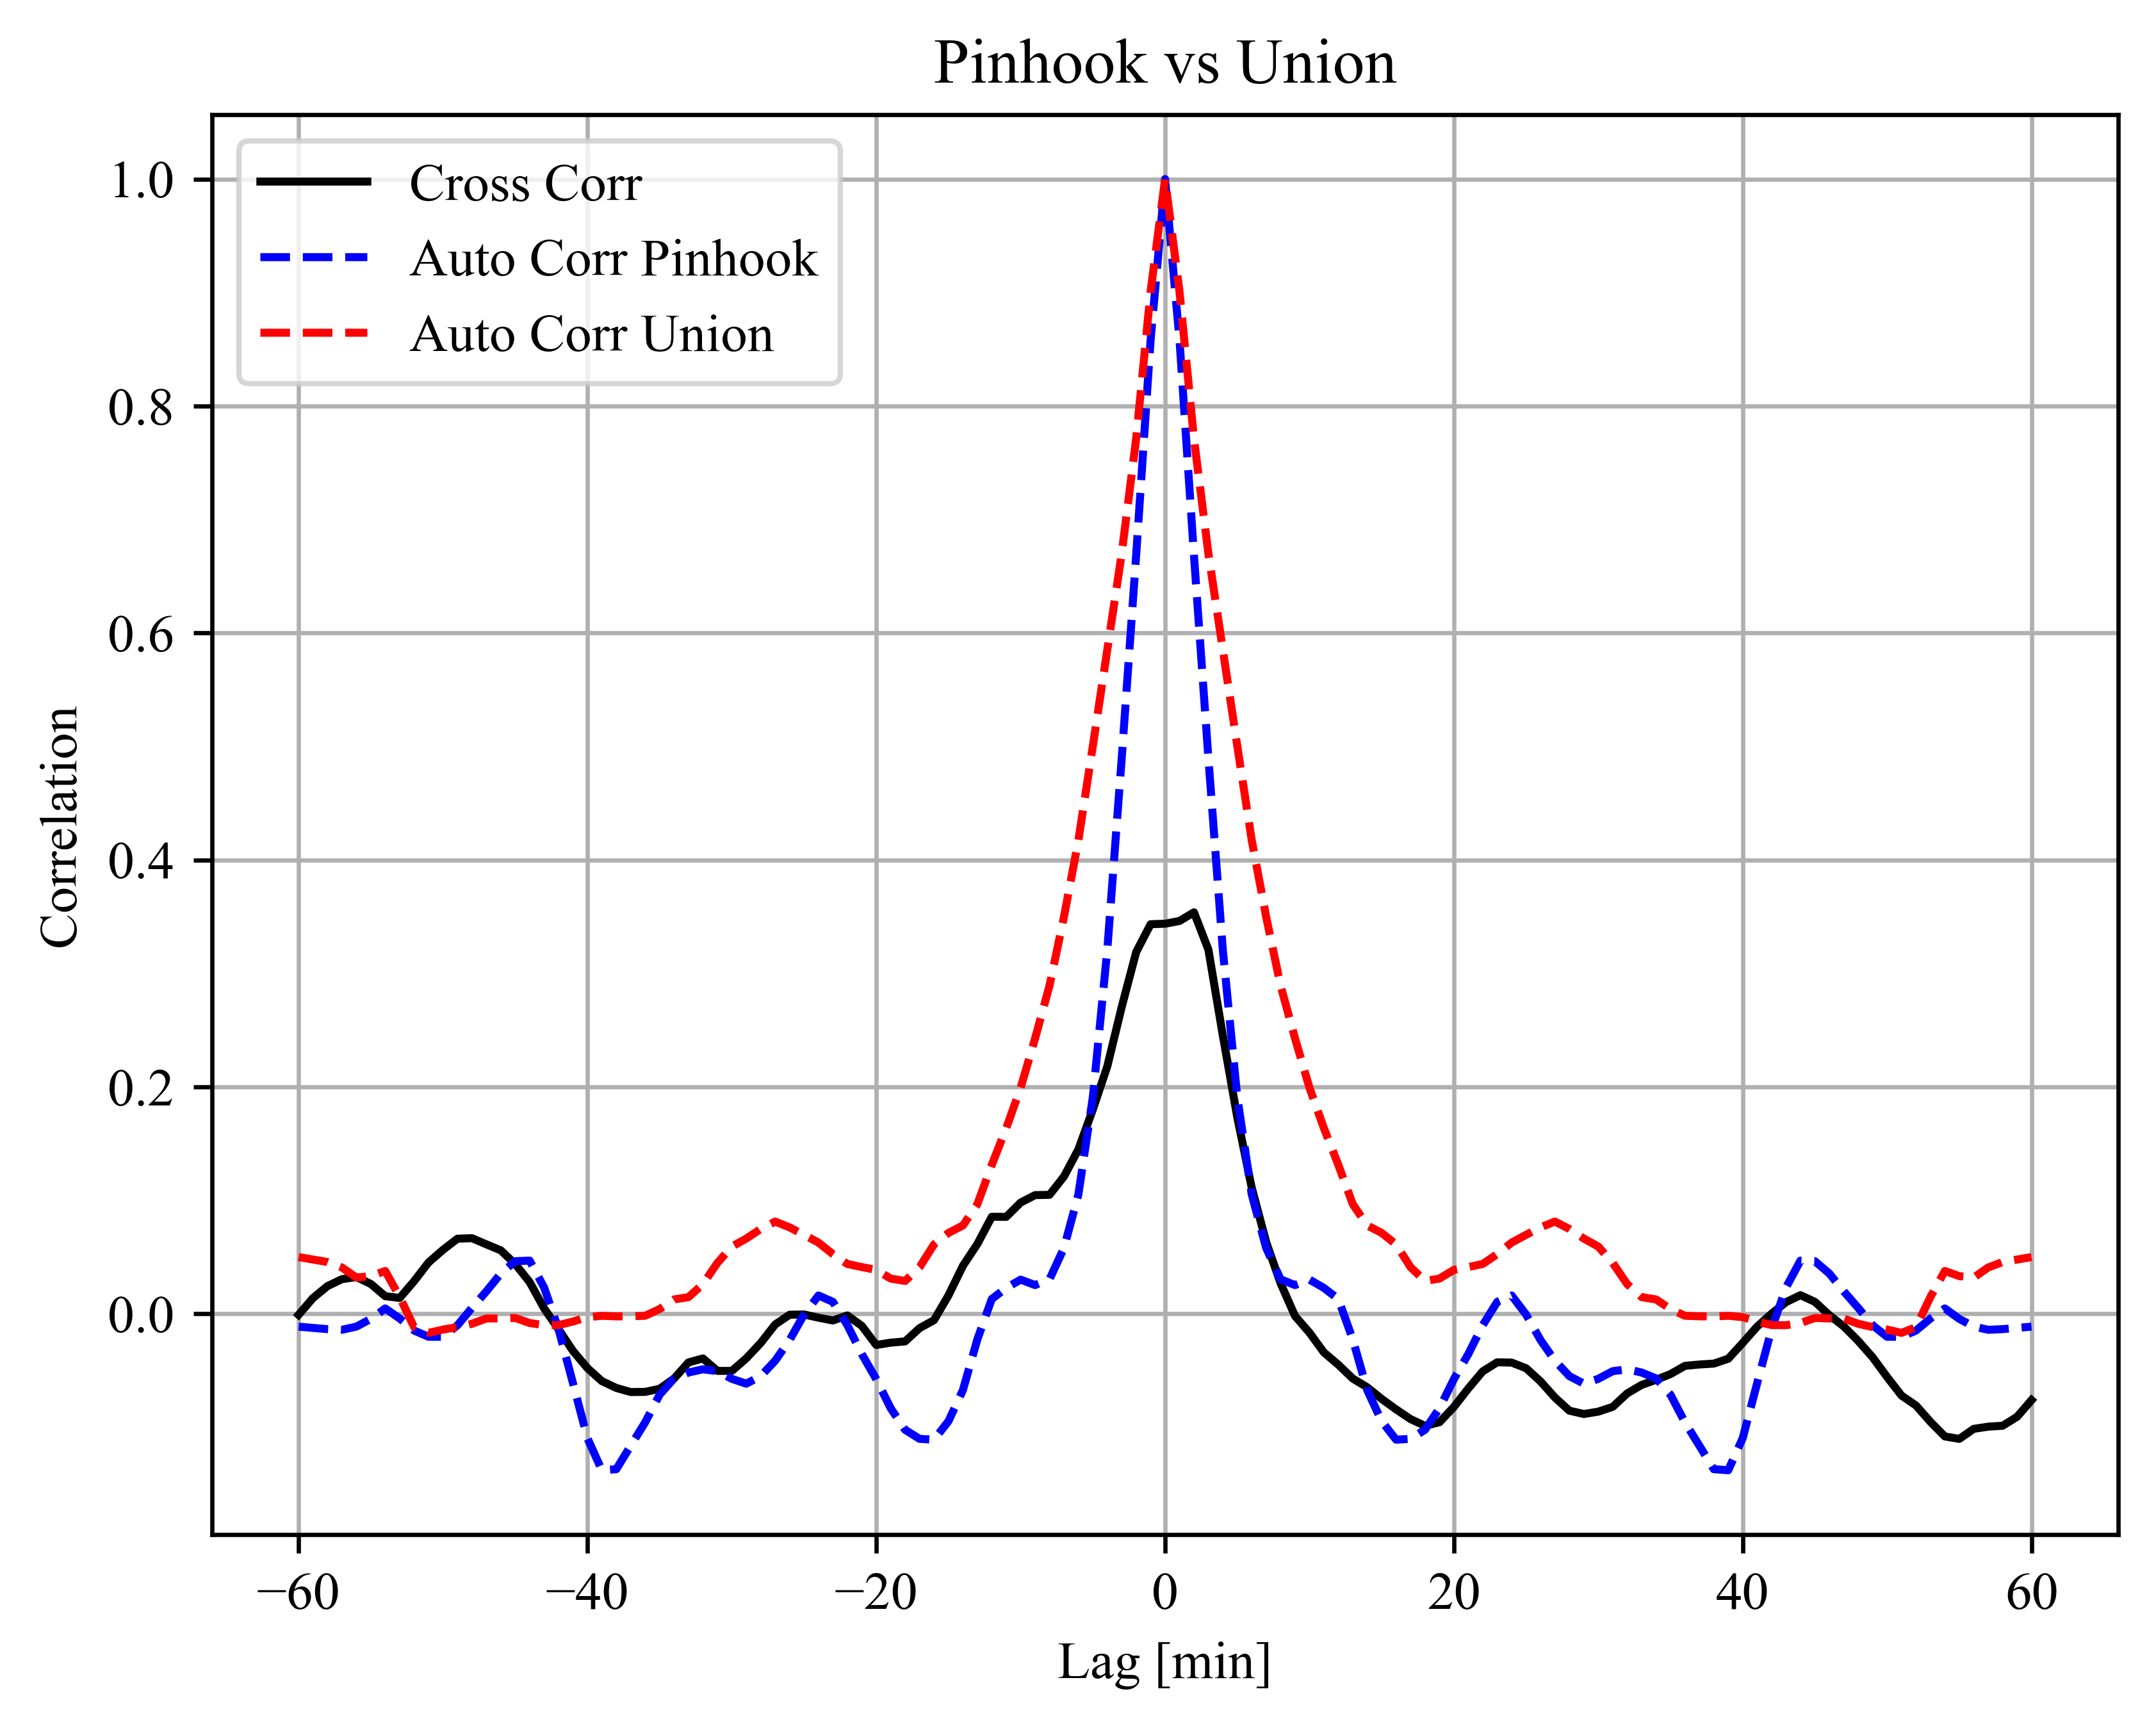 Pinhook vs Union
Cross Corr
Auto Corr Pinhook
Auto Corr Union
1.0
0.8
0.6
0.4
0.2
0.0
Correlation
−60
−40
−20
0
20
40
60
Lag [min]